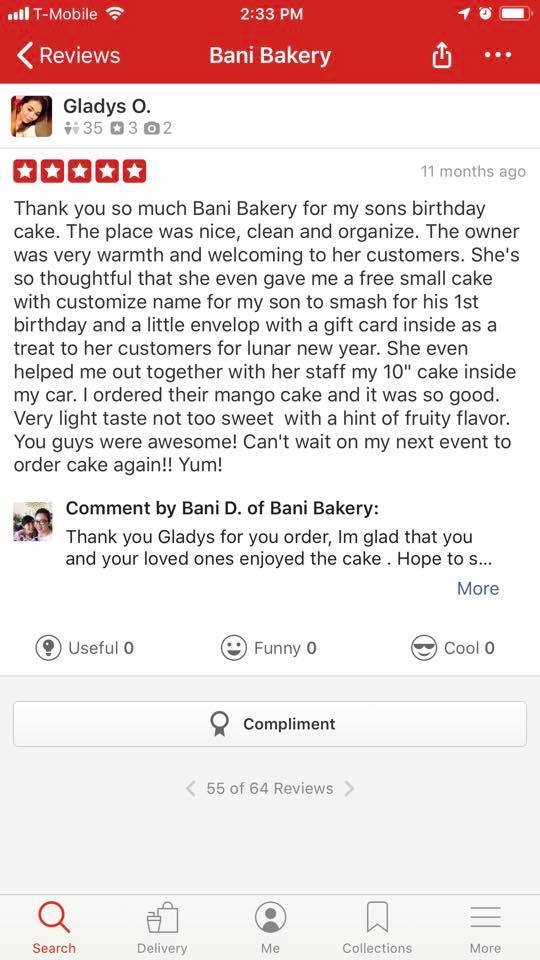 T-Mobile 2:33 PM
Reviews Bani Bakery
Gladys O.
35 3 2
11 months ago
Thank you so much Bani Bakery for my sons birthday
cake. The place was nice, clean and organize. The owner
was very warmth and welcoming to her customers. She's
so thoughtful that she even gave me a free small cake
with customize name for my son to smash for his 1st
birthday and a little envelop with a gift card inside as a
treat to her customers for lunar new year. She even
helped me out together with her staff my 10" cake inside
my car. I ordered their mango cake and it was so good.
Very light taste not too sweet  with a hint of fruity flavor.
You guys were awesome! Can't wait on my next event to
order cake again!! Yum!
Comment by Bani D. of Bani Bakery:
Thank you Gladys for you order, Im glad that you
and your loved ones enjoyed the cake . Hope to s...
More
Useful 0 Funny 0 Cool 0
Compliment
55 of 64 Reviews
Search Delivery Me Collections More